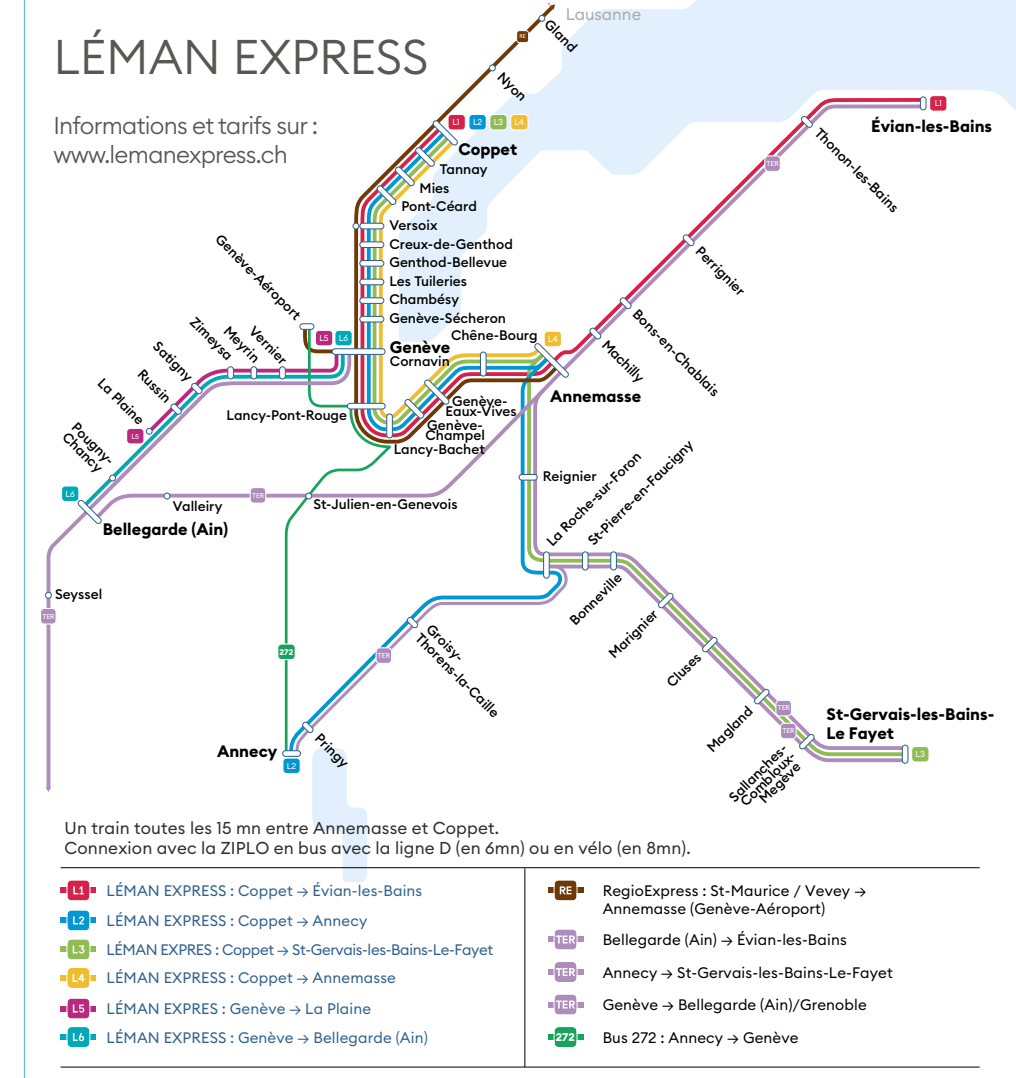 Lausanne
RE
Gland
LÉMAN EXPRESS
Nyon
Informations et tarifs sur :
www.lemanexpress.ch
L1 L2 L3 L4
Coppet
Tannay
Mies
Pont-Céard
Versoix
Creux-de-Genthod
Genthod-Bellevue
Les Tuileries
Chambésy
Genève-Sécheron
L1
Évian-les-Bains
Thonon-les-Bains
TER
Perrignier
Bons-en-Chablais
Machilly
Genève-Aéroport
L5 L6
Genève
Cornavin
Chêne-Bourg
L4
Annemasse
Vernier
Meyrin
Zimeysa
Satigny
Russin
La Plaine
L5
Pougny-
Chancy
L6
Bellegarde (Ain)
Lancy-Pont-Rouge
Genève-
Eaux-Vives
Genève-
Champel
Lancy-Bachet
Valleiry
TER
St-Julien-en-Genevois
Reignier
La Roche-sur-Foron
St-Pierre-en-Faucigny
Seyssel
TER
272
Bonneville
Marignier
Cluses
Magland
TER
TER
Sallanches-
Combloux-
Megève
St-Gervais-les-Bains-
Le Fayet
L3
Groisy-
Thorens-la-Caille
TER
Pringy
Annecy
L2
Un train toutes les 15 mn entre Annemasse et Coppet.
Connexion avec la ZIPLO en bus avec la ligne D (en 6mn) ou en vélo (en 8mn).
L1 LÉMAN EXPRESS : Coppet → Évian-les-Bains
L2 LÉMAN EXPRESS : Coppet → Annecy
L3 LÉMAN EXPRES : Coppet → St-Gervais-les-Bains-Le-Fayet
L4 LÉMAN EXPRESS : Coppet → Annemasse
L5 LÉMAN EXPRES : Genève → La Plaine
L6 LÉMAN EXPRESS : Genève → Bellegarde (Ain)
RE RegioExpress : St-Maurice / Vevey →
Annemasse (Genève-Aéroport)
TER Bellegarde (Ain) → Évian-les-Bains
TER Annecy → St-Gervais-les-Bains-Le-Fayet
TER Genève → Bellegarde (Ain)/Grenoble
272 Bus 272 : Annecy → Genève